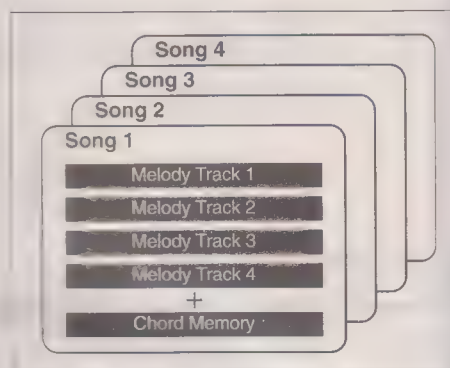 Song 4
Song 3
Song 2
Song 1
Melody Track 1
Melody Track 2
Melody Track 3
Melody Track 4
+
Chord Memory